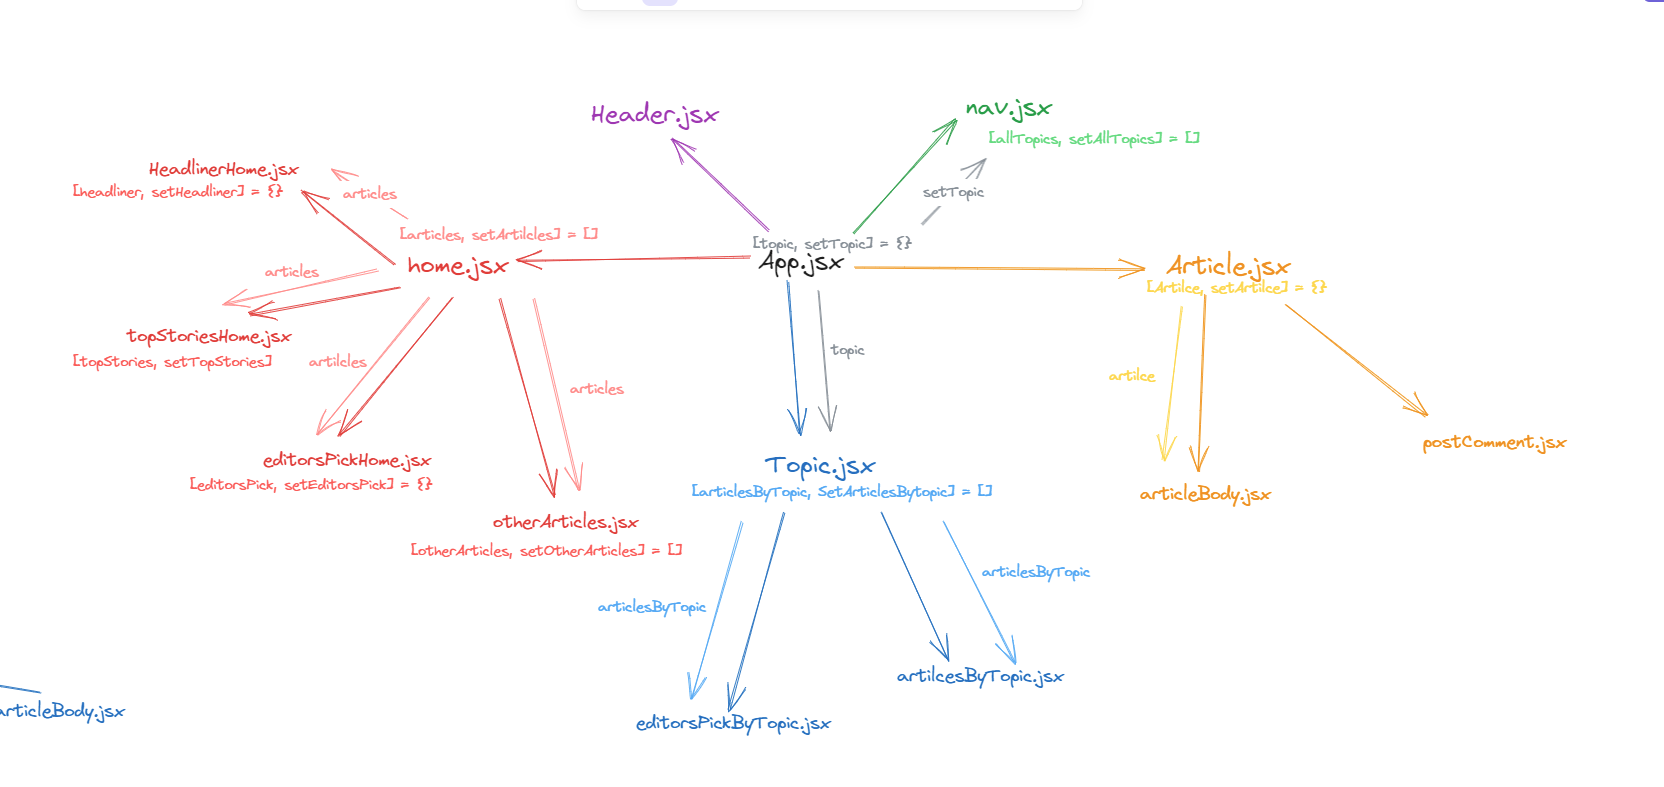 Header.jsx
nav.jsx
[allTopics, setAllTopics] = []
HeadlinerHome.jsx
[headliner, setHeadliner] = {}
articles
setTopic
[articles, setArtilcles] = []
[topic, setTopic] = {}
home.jsx
App.jsx
Article.jsx
[Artilce, setArtilce] = {}
articles
topStoriesHome.jsx
[topStories, setTopStories]
artilcles
articles
topic
artilce
editorsPickHome.jsx
[editorsPick, setEditorsPick] = {}
postComment.jsx
Topic.jsx
[articlesByTopic, SetArticlesBytopic] = []
articleBody.jsx
otherArticles.jsx
[otherArticles, setOtherArticles] = []
articlesByTopic
articlesByTopic
artilcesByTopic.jsx
articleBody.jsx
editorsPickByTopic.jsx